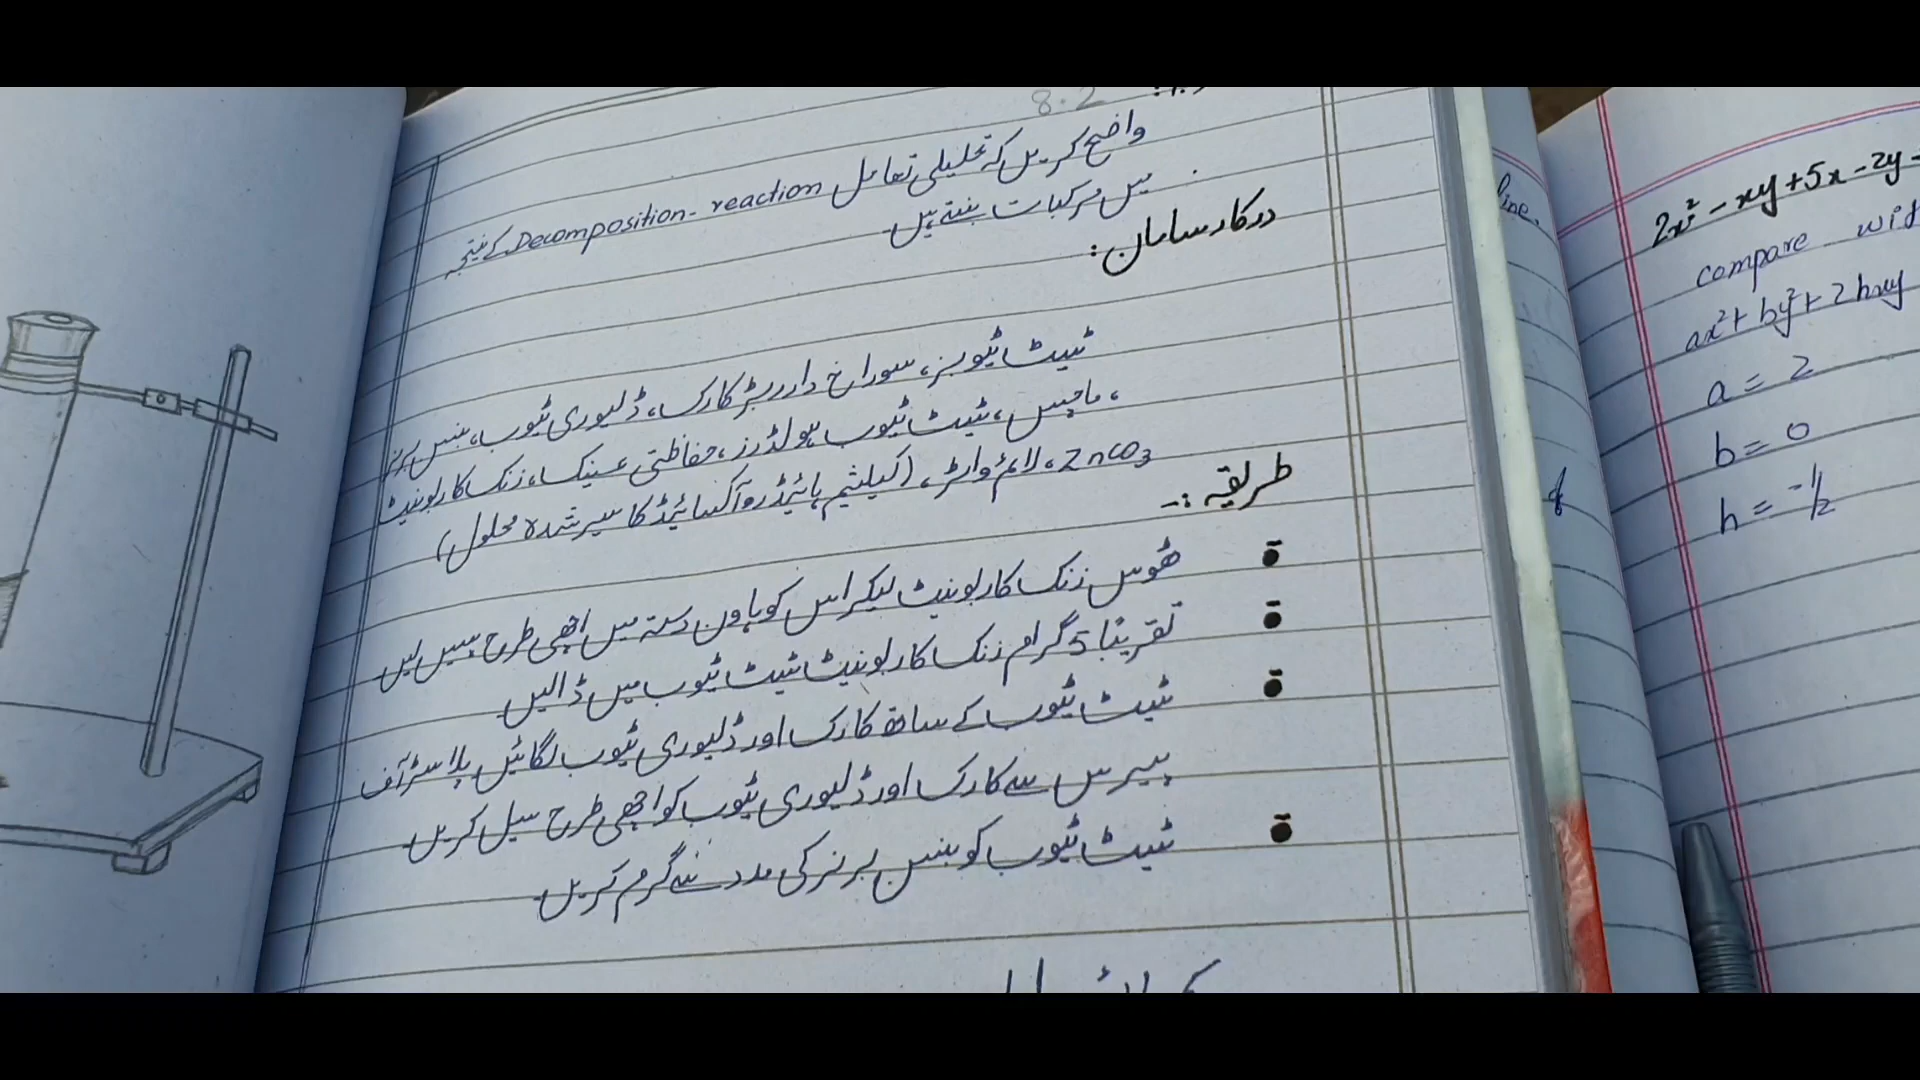 8.2
واضح کریں کہ تحلیلی تعامل Decomposition-reaction کے نتیجہ
میں مرکبات بنتے ہیں
درکار سامان:
ٹیسٹ ٹیوبز، سوراخ دار ربڑ کارک، ڈلیوری ٹیوب، بنسن برنر
، ماچس، ٹیسٹ ٹیوب ہولڈرز، حفاظتی عینک، زنک کاربونیٹ
ZnCO3، لائم واٹر، (کیلشیم ہائیڈروآکسائیڈ کا سیر شدہ محلول)
طریقہ :-
ٹھوس زنک کاربونیٹ لیکر اس کو ہاون دستہ میں اچھی طرح پیس لیں
تقریبًا 5 گرام زنک کاربونیٹ ٹیسٹ ٹیوب میں ڈالیں
ٹیسٹ ٹیوب کے ساتھ کارک اور ڈلیوری ٹیوب لگائیں پلاسٹر آف
پیرس سے کارک اور ڈلیوری ٹیوب کو اچھی طرح سیل کریں
ٹیسٹ ٹیوب کو بنسن برنر کی مدد سے گرم کریں
line.
2x² - xy + 5x - 2y
compare with
ax² + by² + 2hxy
a = 2
b = 0
h = -1/2